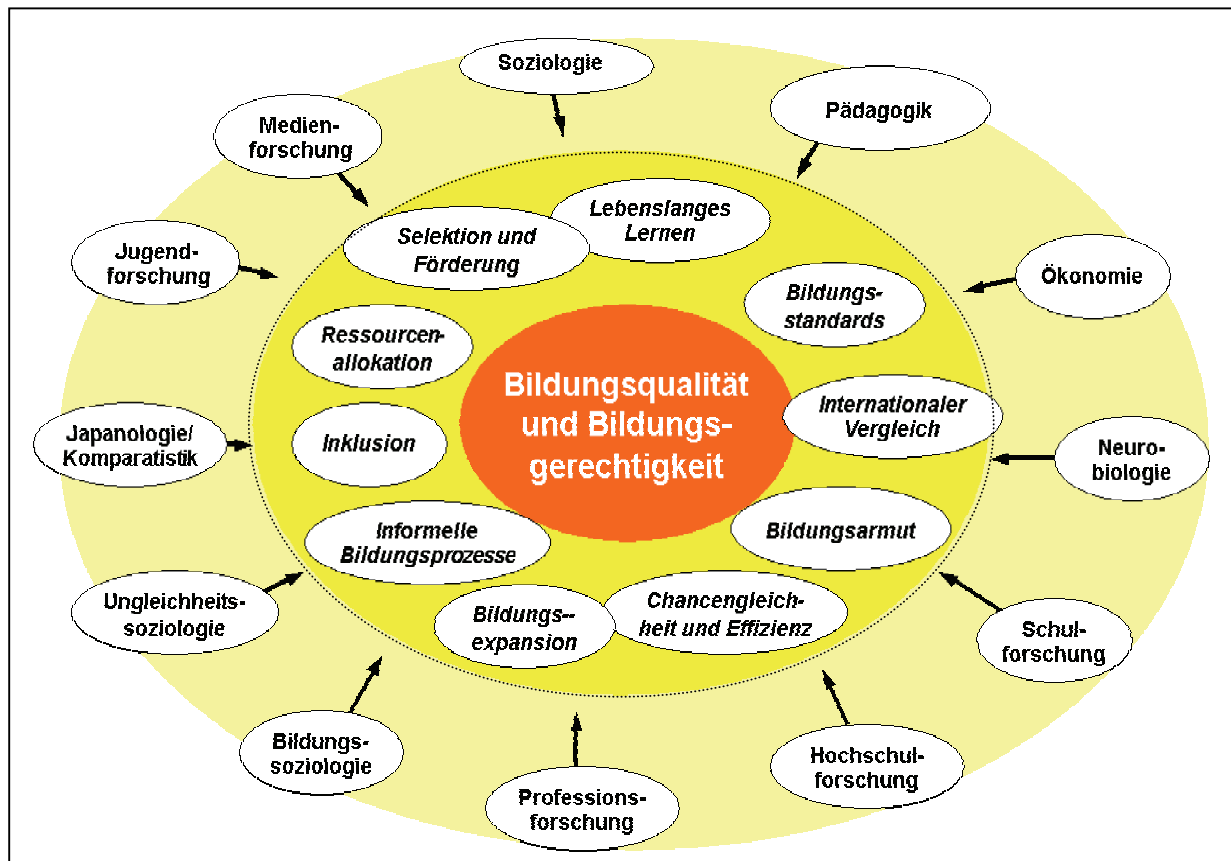 Soziologie
Pädagogik
Medien-
forschung
Lebenslanges
Lernen
Selektion und
Förderung
Jugend-
forschung
Ökonomie
Bildungs-
standards
Ressourcen-
allokation
Bildungsqualität
und Bildungs-
gerechtigkeit
Internationaler
Vergleich
Japanologie/
Komparatistik
Inklusion
Neuro-
biologie
Informelle
Bildungsprozesse
Bildungsarmut
Ungleichheits-
soziologie
Bildungs--
expansion
Chancengleich-
heit und Effizienz
Schul-
forschung
Bildungs-
soziologie
Hochschul-
forschung
Professions-
forschung